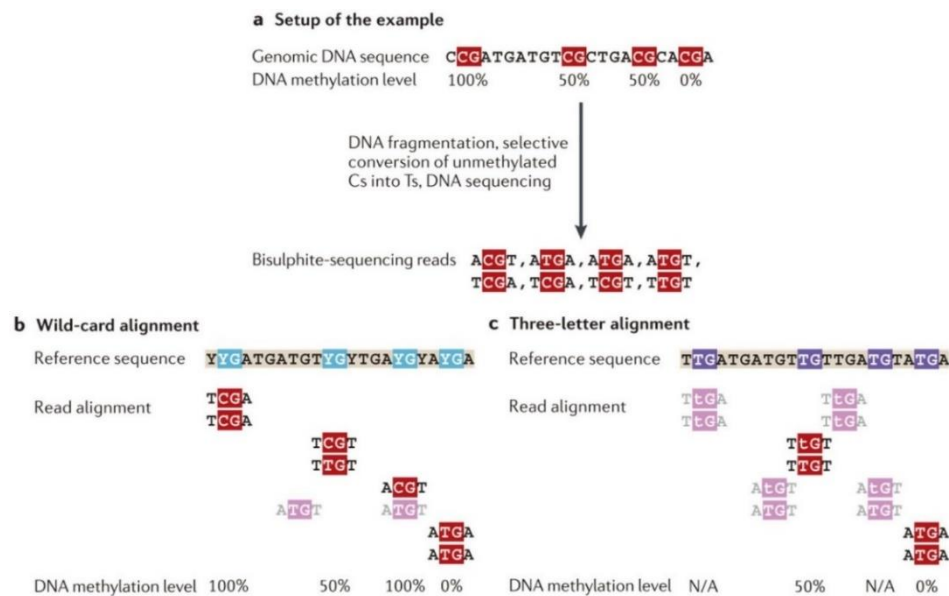 a Setup of the example
Genomic DNA sequence CCGATGATGTCGCTGACGCACGA
DNA methylation level 100% 50% 50% 0%
DNA fragmentation, selective
conversion of unmethylated
Cs into Ts, DNA sequencing
Bisulphite-sequencing reads ACGT,ATGA,ATGA,ATGT,
TCGA,TCGA,TCGT,TTGT
b Wild-card alignment
Reference sequence YYGATGATGTYGYTGAYGYAYGA
Read alignment
TCGA
TCGA
TCGT
TTGT
ACGT
ATGT ATGT
ATGA
ATGA
DNA methylation level 100% 50% 100% 0%
c Three-letter alignment
Reference sequence TTGATGATGTTGTTGATGTATGA
Read alignment
TtGA TtGA
TtGA TtGA
TtGT
TTGT
AtGT AtGT
ATGT ATGT
ATGA
ATGA
DNA methylation level N/A 50% N/A 0%